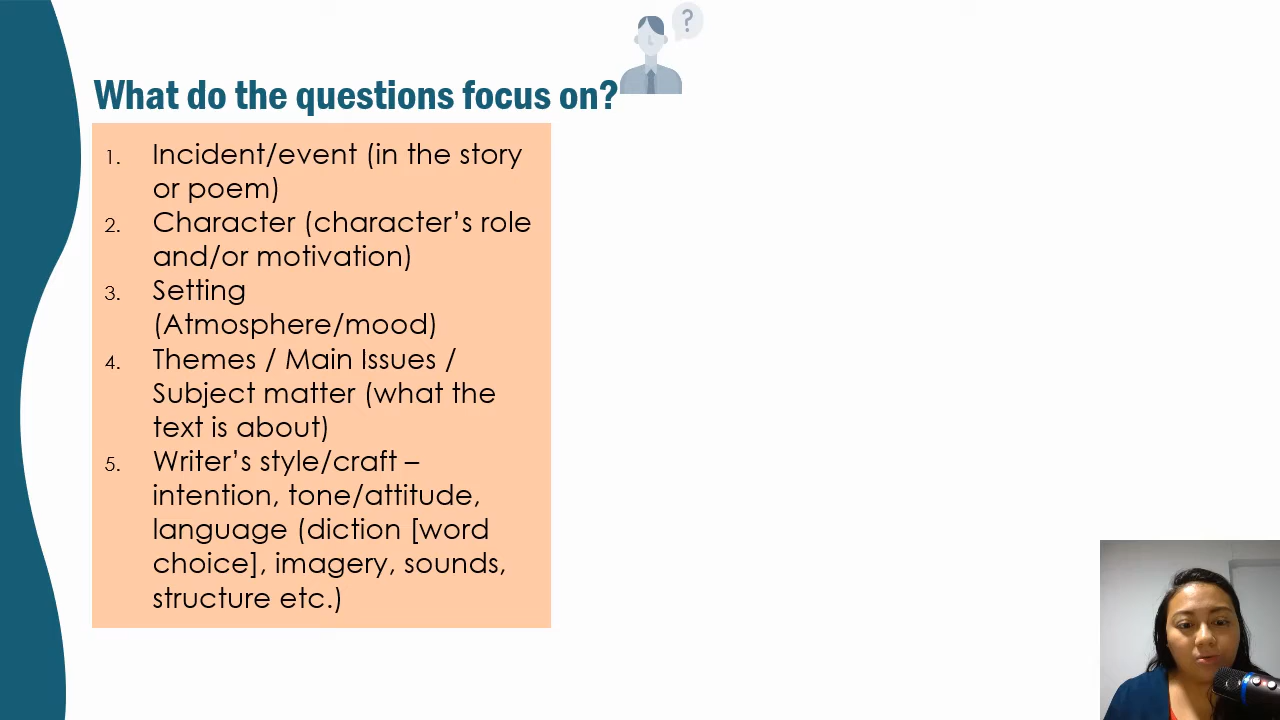 What do the questions focus on?
?
1. Incident/event (in the story
or poem)
2. Character (character’s role
and/or motivation)
3. Setting
(Atmosphere/mood)
4. Themes / Main Issues /
Subject matter (what the
text is about)
5. Writer’s style/craft –
intention, tone/attitude,
language (diction [word
choice], imagery, sounds,
structure etc.)